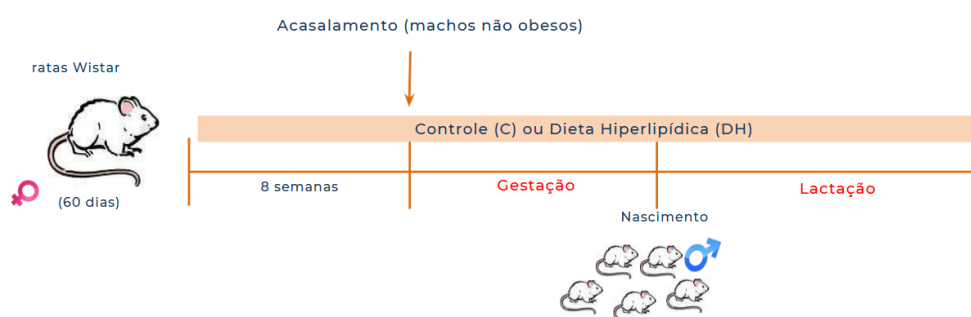 Acasalamento (machos não obesos)
ratas Wistar
Controle (C) ou Dieta Hiperlipídica (DH)
8 semanas
Gestação
Lactação
(60 dias)
Nascimento